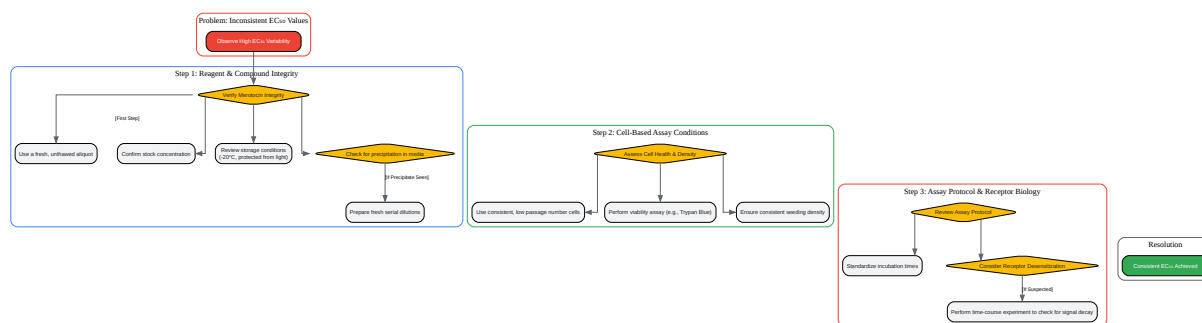 Problem: Inconsistent EC₅₀ Values
Observe High EC₅₀ Variability
Step 1: Reagent & Compound Integrity
Verify Merotocin Integrity
[First Step]
Use a fresh, unthawed aliquot
Confirm stock concentration
Review storage conditions
(-20°C, protected from light)
Check for precipitation in media
[If Precipitate Seen]
Prepare fresh serial dilutions
Step 2: Cell-Based Assay Conditions
Assess Cell Health & Density
Use consistent, low passage number cells
Perform viability assay (e.g., Trypan Blue)
Ensure consistent seeding density
Step 3: Assay Protocol & Receptor Biology
Review Assay Protocol
Standardize incubation times
Consider Receptor Desensitization
[If Suspected]
Perform time-course experiment to check for signal decay
Resolution
Consistent EC₅₀ Achieved